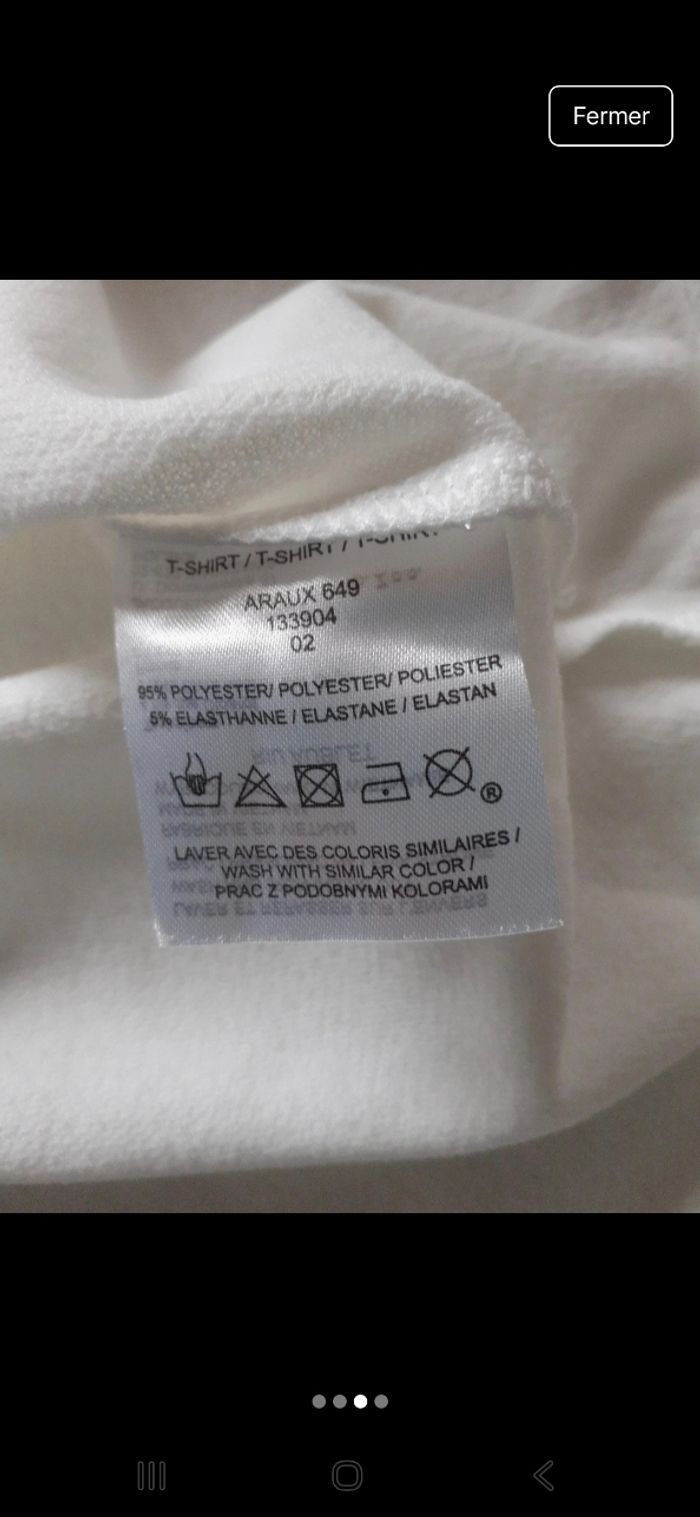 Fermer
T-SHIRT / T-SHIRT / T-SHIRT
ARAUX 649
133904
02
95% POLYESTER/ POLYESTER/ POLIESTER
5% ELASTHANNE / ELASTANE / ELASTAN
®
LAVER AVEC DES COLORIS SIMILAIRES /
WASH WITH SIMILAR COLOR /
PRAC Z PODOBNYMI KOLORAMI